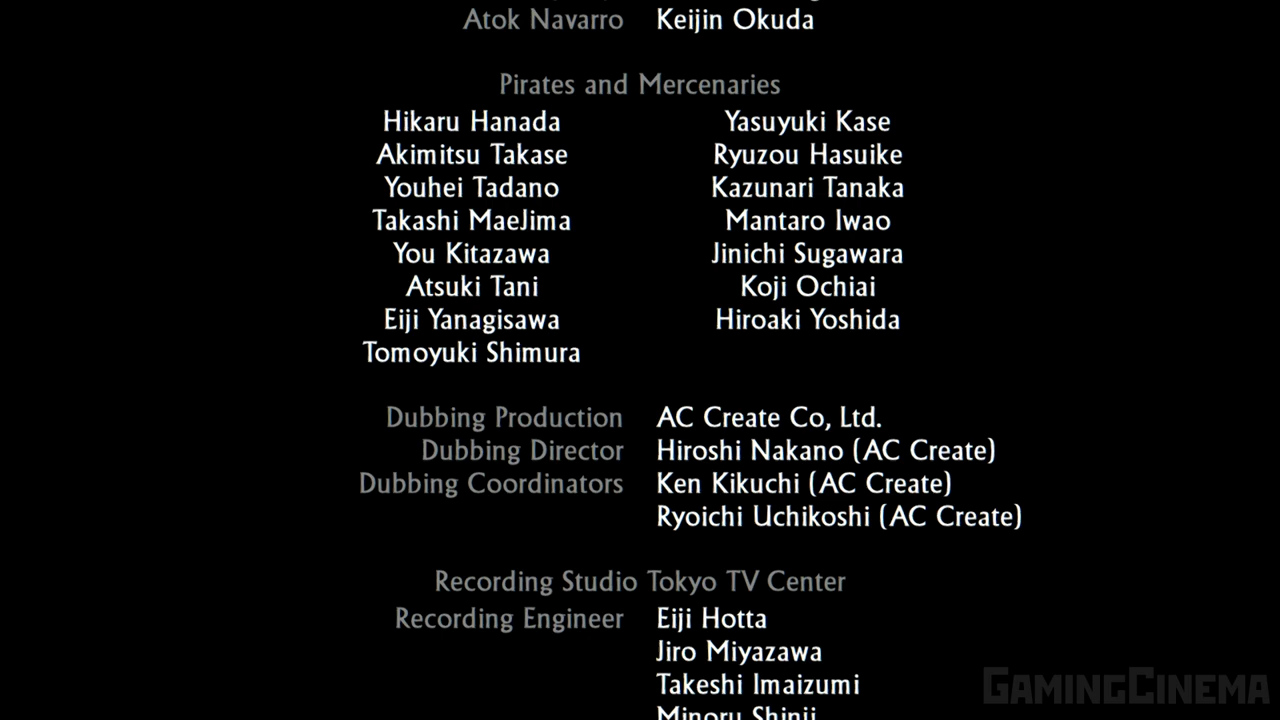 Atok Navarro Keijin Okuda
Pirates and Mercenaries
Hikaru Hanada Yasuyuki Kase
Akimitsu Takase Ryuzou Hasuike
Youhei Tadano Kazunari Tanaka
Takashi MaeJima Mantaro Iwao
You Kitazawa Jinichi Sugawara
Atsuki Tani Koji Ochiai
Eiji Yanagisawa Hiroaki Yoshida
Tomoyuki Shimura
Dubbing Production AC Create Co, Ltd.
Dubbing Director Hiroshi Nakano (AC Create)
Dubbing Coordinators Ken Kikuchi (AC Create)
Ryoichi Uchikoshi (AC Create)
Recording Studio Tokyo TV Center
Recording Engineer Eiji Hotta
Jiro Miyazawa
Takeshi Imaizumi
Minoru Shinji
GAMINGCINEMA